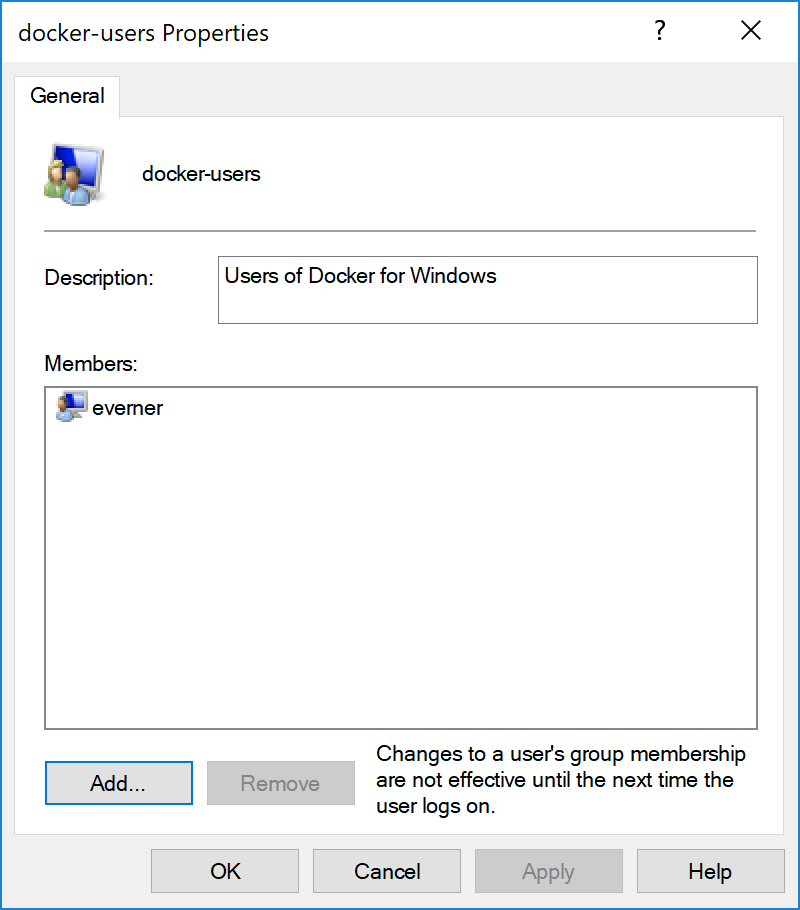 docker-users Properties
?
General
docker-users
Description:
Users of Docker for Windows
Members:
everner
Add...
Remove
Changes to a user's group membership
are not effective until the next time the
user logs on.
OK
Cancel
Apply
Help